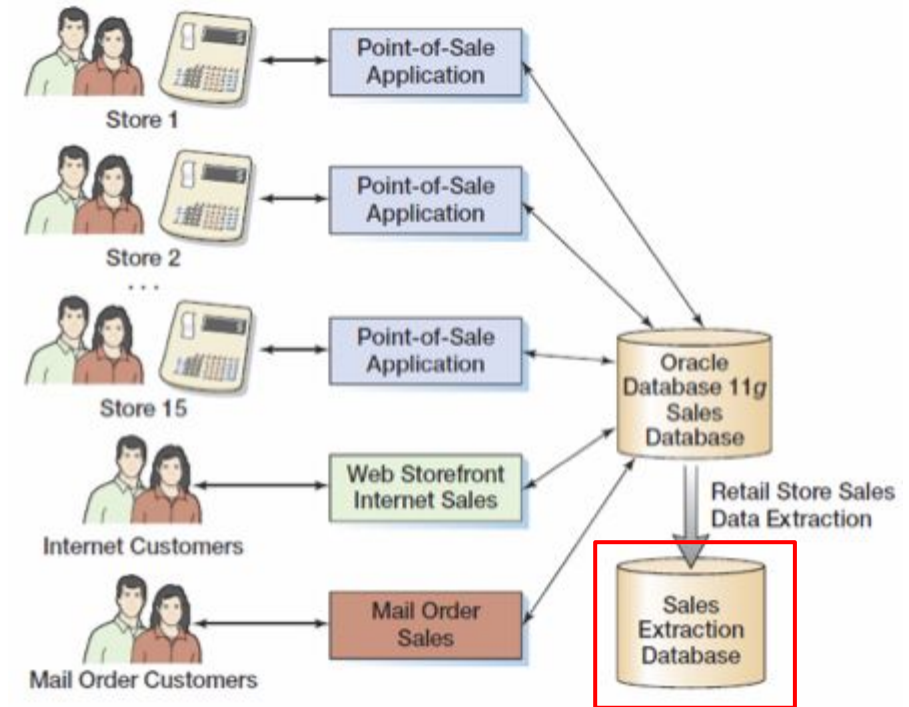 Point-of-Sale
Application
Store 1
Point-of-Sale
Application
Store 2
...
Point-of-Sale
Application
Store 15
Oracle
Database 11g
Sales
Database
Web Storefront
Internet Sales
Internet Customers
Retail Store Sales
Data Extraction
Mail Order
Sales
Mail Order Customers
Sales
Extraction
Database